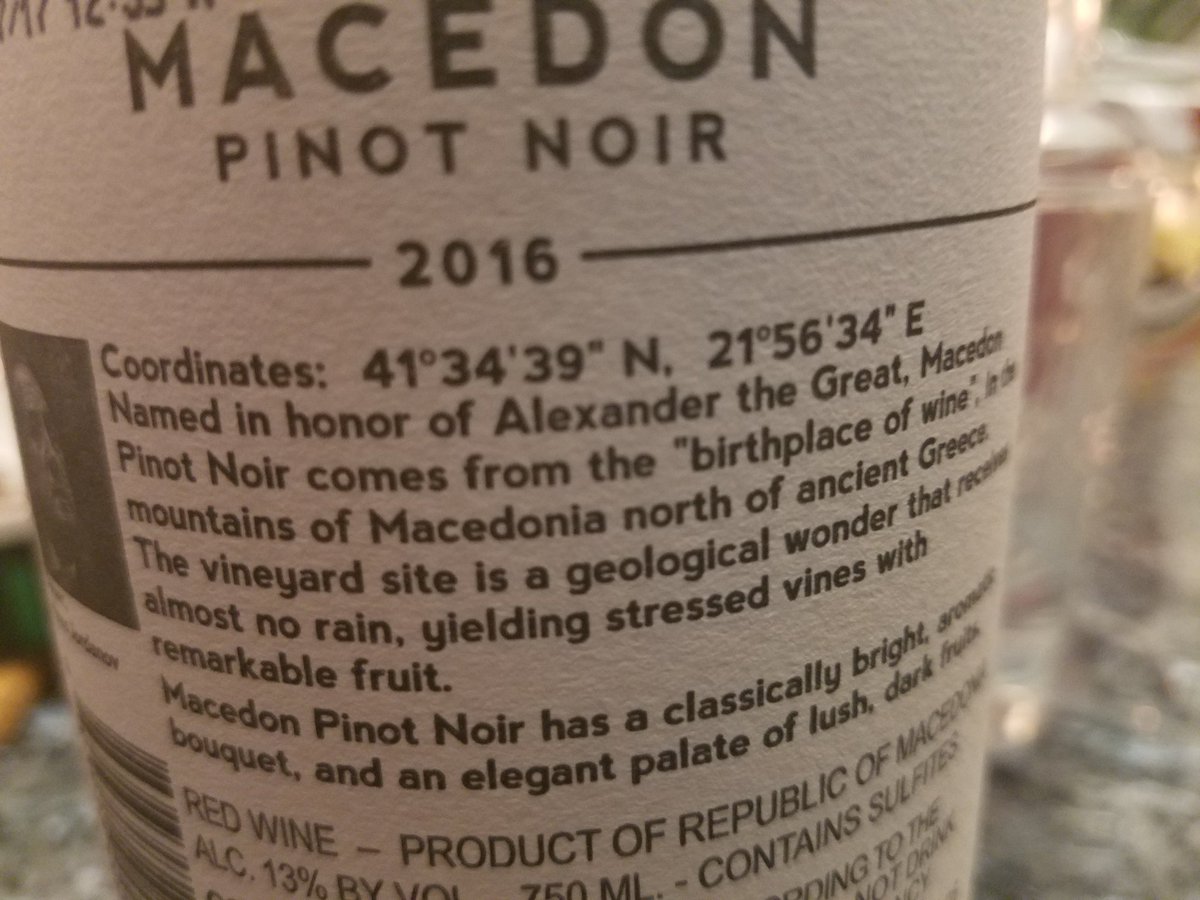 MACEDON
PINOT NOIR
2016
Coordinates: 41°34'39" N, 21°56'34" E
Named in honor of Alexander the Great, Macedon
Pinot Noir comes from the "birthplace of wine". In the
mountains of Macedonia north of ancient Greece.
The vineyard site is a geological wonder that receives
almost no rain, yielding stressed vines with
remarkable fruit.
Macedon Pinot Noir has a classically bright, aromatic
bouquet, and an elegant palate of lush, dark fruits.
RED WINE – PRODUCT OF REPUBLIC OF MACEDONIA
ALC. 13% BY VOL. 750 ML. - CONTAINS SULFITES
TO THE
NOT DRINK